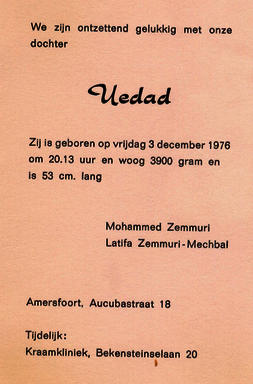 We zijn ontzettend gelukkig met onze
dochter
Uedad
Zij is geboren op vrijdag 3 december 1976
om 20.13 uur en woog 3900 gram en
is 53 cm. lang
Mohammed Zemmuri
Latifa Zemmuri-Mechbal
Amersfoort, Aucubastraat 18
Tijdelijk:
Kraamkliniek, Bekensteinselaan 20